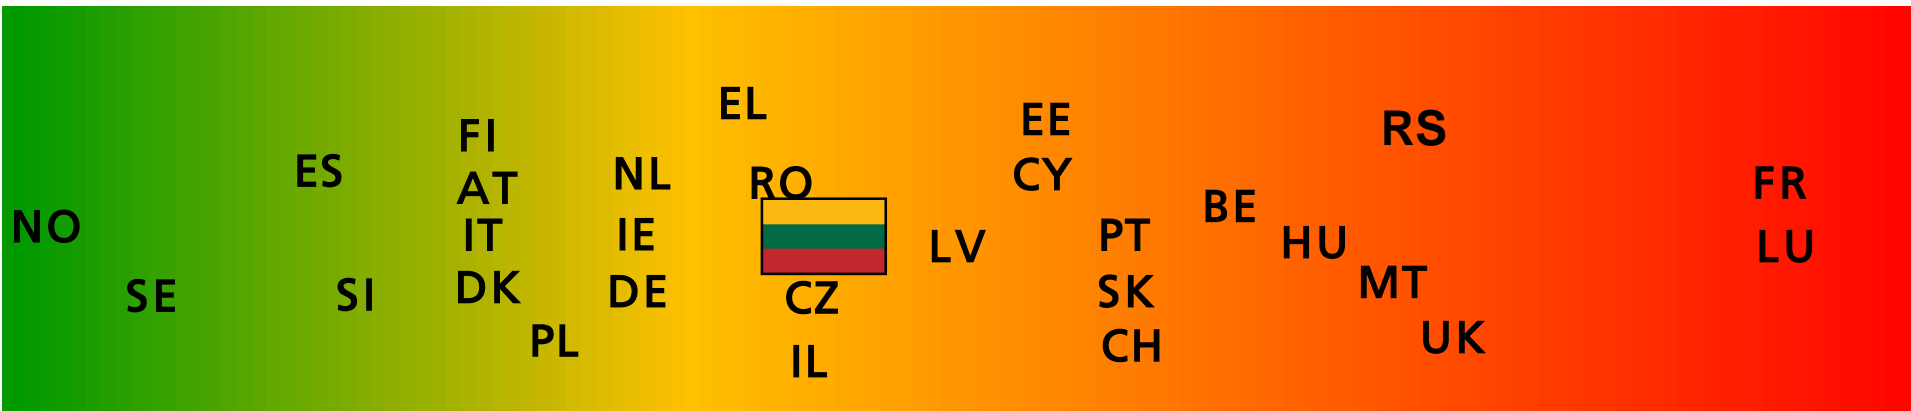 NO
SE
ES
SI
FI
AT
IT
DK
PL
NL
IE
DE
EL
RO
CZ
IL
LV
EE
CY
PT
SK
CH
BE
HU
MT
RS
UK
FR
LU